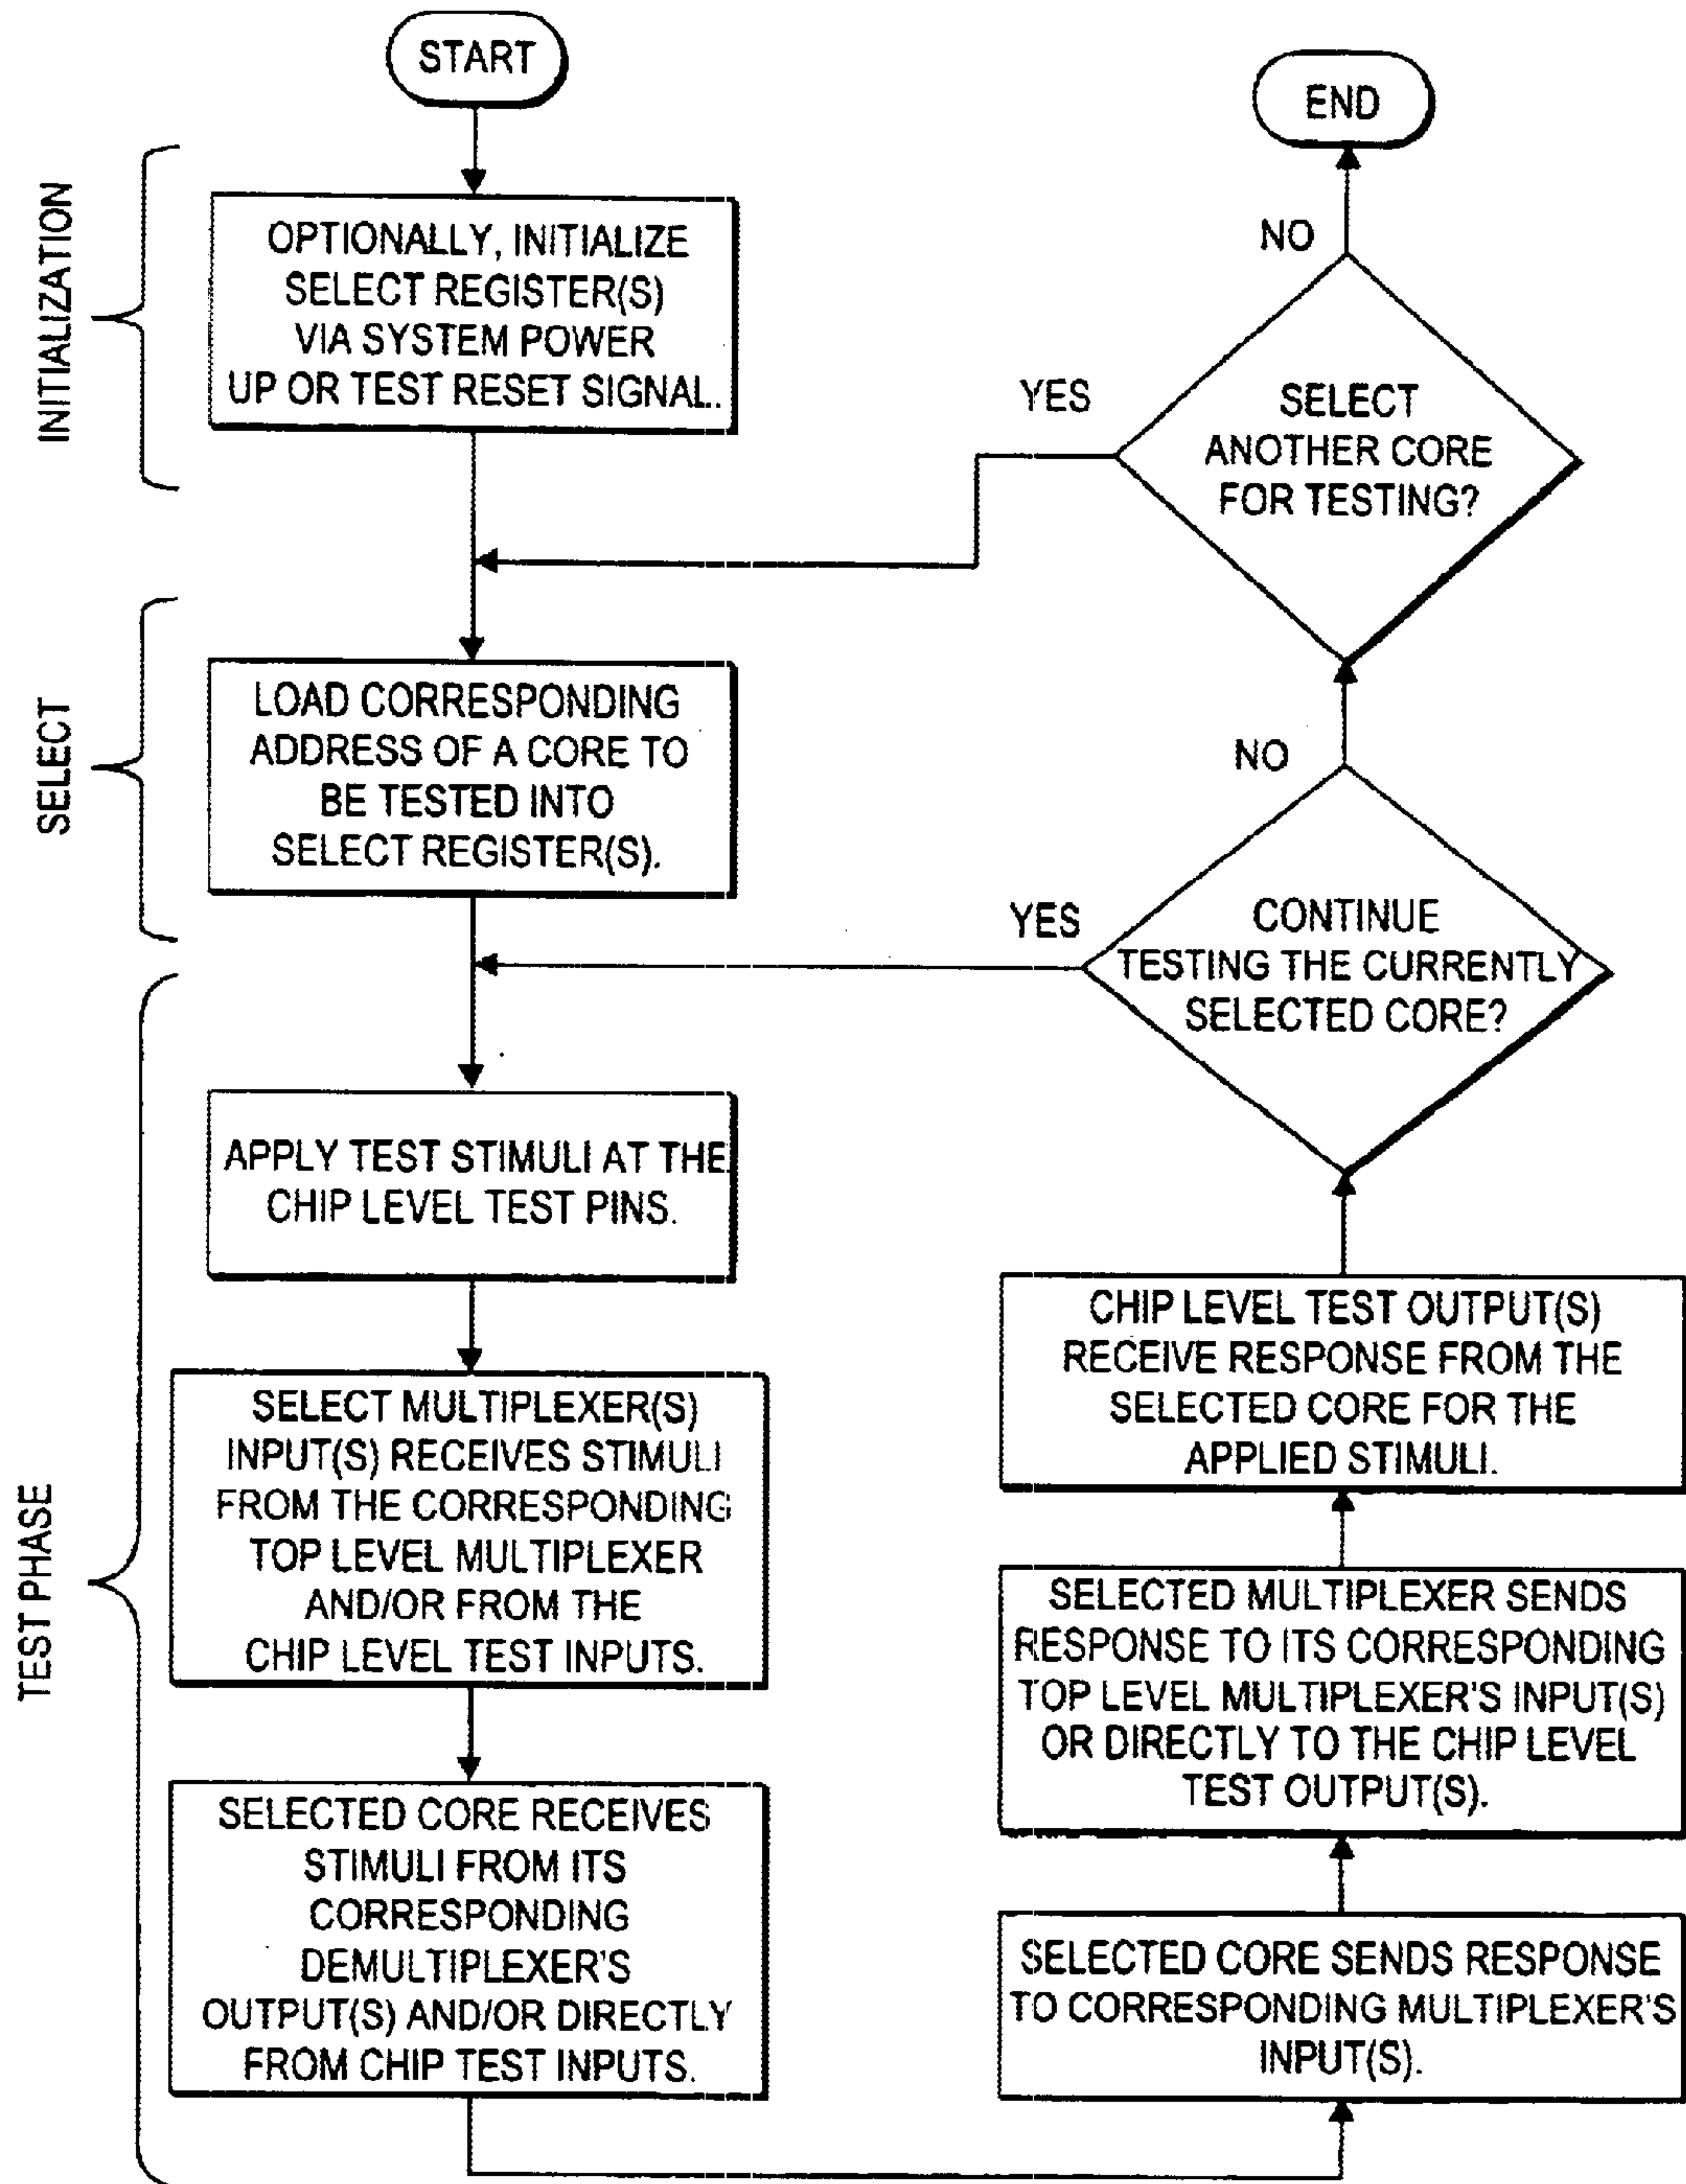 START
INITIALIZATION
OPTIONALLY, INITIALIZE
SELECT REGISTER(S)
VIA SYSTEM POWER
UP OR TEST RESET SIGNAL.
SELECT
LOAD CORRESPONDING
ADDRESS OF A CORE TO
BE TESTED INTO
SELECT REGISTER(S).
TEST PHASE
APPLY TEST STIMULI AT THE
CHIP LEVEL TEST PINS.
SELECT MULTIPLEXER(S)
INPUT(S) RECEIVES STIMULI
FROM THE CORRESPONDING
TOP LEVEL MULTIPLEXER
AND/OR FROM THE
CHIP LEVEL TEST INPUTS.
SELECTED CORE RECEIVES
STIMULI FROM ITS
CORRESPONDING
DEMULTIPLEXER'S
OUTPUT(S) AND/OR DIRECTLY
FROM CHIP TEST INPUTS.
SELECTED CORE SENDS RESPONSE
TO CORRESPONDING MULTIPLEXER'S
INPUT(S).
SELECTED MULTIPLEXER SENDS
RESPONSE TO ITS CORRESPONDING
TOP LEVEL MULTIPLEXER'S INPUT(S)
OR DIRECTLY TO THE CHIP LEVEL
TEST OUTPUT(S).
CHIP LEVEL TEST OUTPUT(S)
RECEIVE RESPONSE FROM THE
SELECTED CORE FOR THE
APPLIED STIMULI.
CONTINUE
TESTING THE CURRENTLY
SELECTED CORE?
YES
NO
SELECT
ANOTHER CORE
FOR TESTING?
YES
NO
END